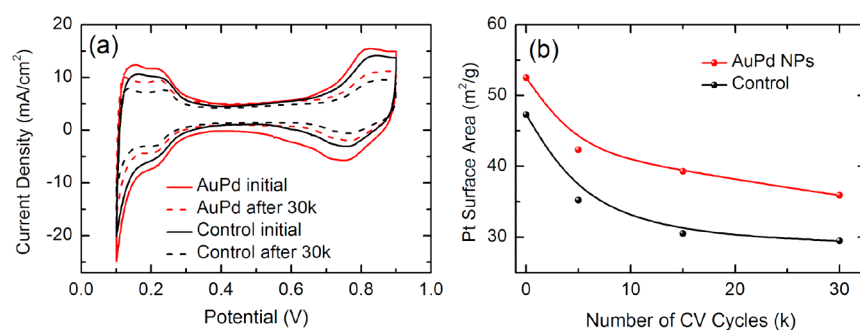 (a)
Current Density (mA/cm²)
20
10
0
-10
-20
AuPd initial
AuPd after 30k
Control initial
Control after 30k
0.0 0.2 0.4 0.6 0.8 1.0
Potential (V)
(b)
Pt Surface Area (m²/g)
60
50
40
30
AuPd NPs
Control
0 10 20 30
Number of CV Cycles (k)